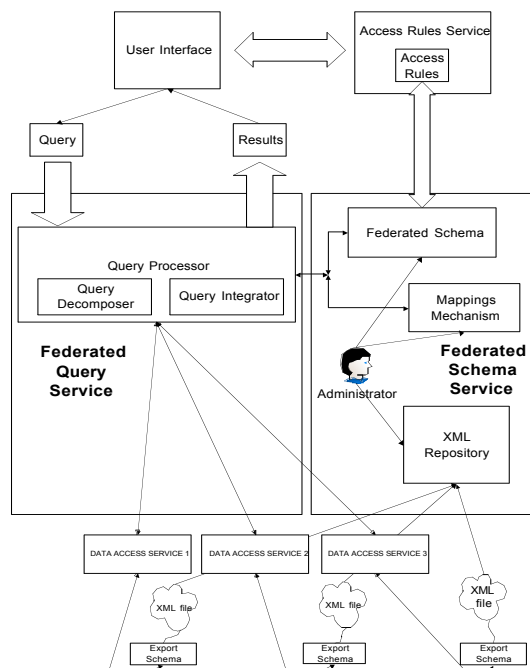 User Interface
Access Rules Service
Access
Rules
Query
Results
Federated Schema
Query Processor
Query
Decomposer
Query Integrator
Mappings
Mechanism
Federated
Query
Service
Federated
Schema
Service
Administrator
XML
Repository
DATA ACCESS SERVICE 1
DATA ACCESS SERVICE 2
DATA ACCESS SERVICE 3
XML file
XML file
XML
file
Export
Schema
Export
Schema
Export
Schema